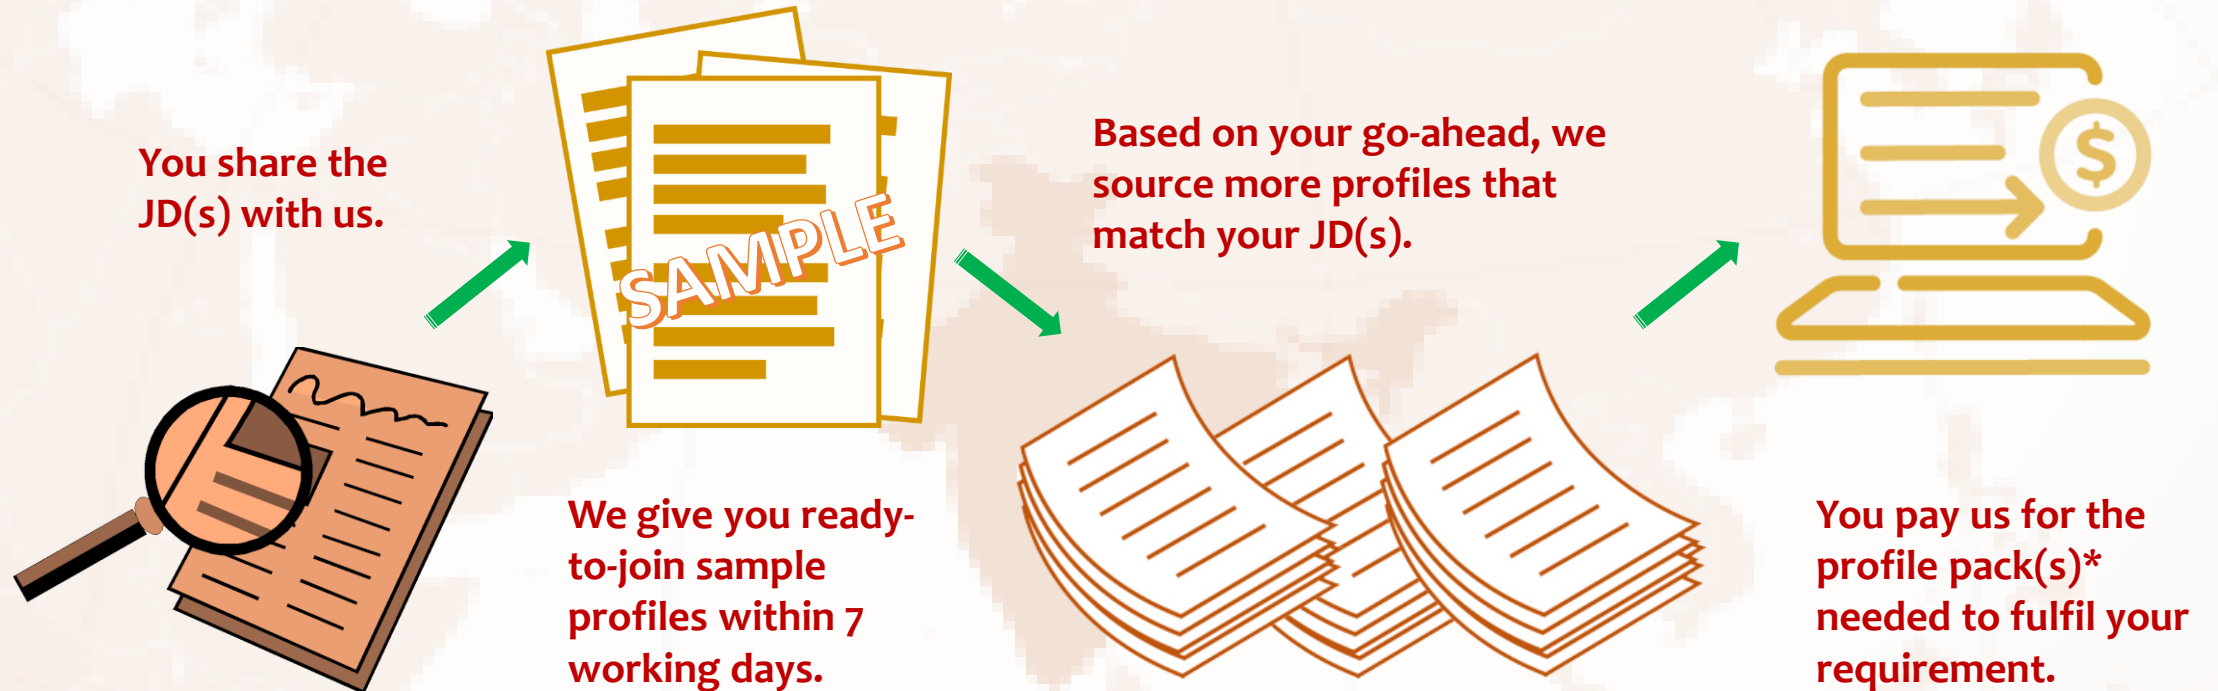 You share the
JD(s) with us.
SAMPLE
We give you ready-
to-join sample
profiles within 7
working days.
Based on your go-ahead, we
source more profiles that
match your JD(s).
$
You pay us for the
profile pack(s)*
needed to fulfil your
requirement.